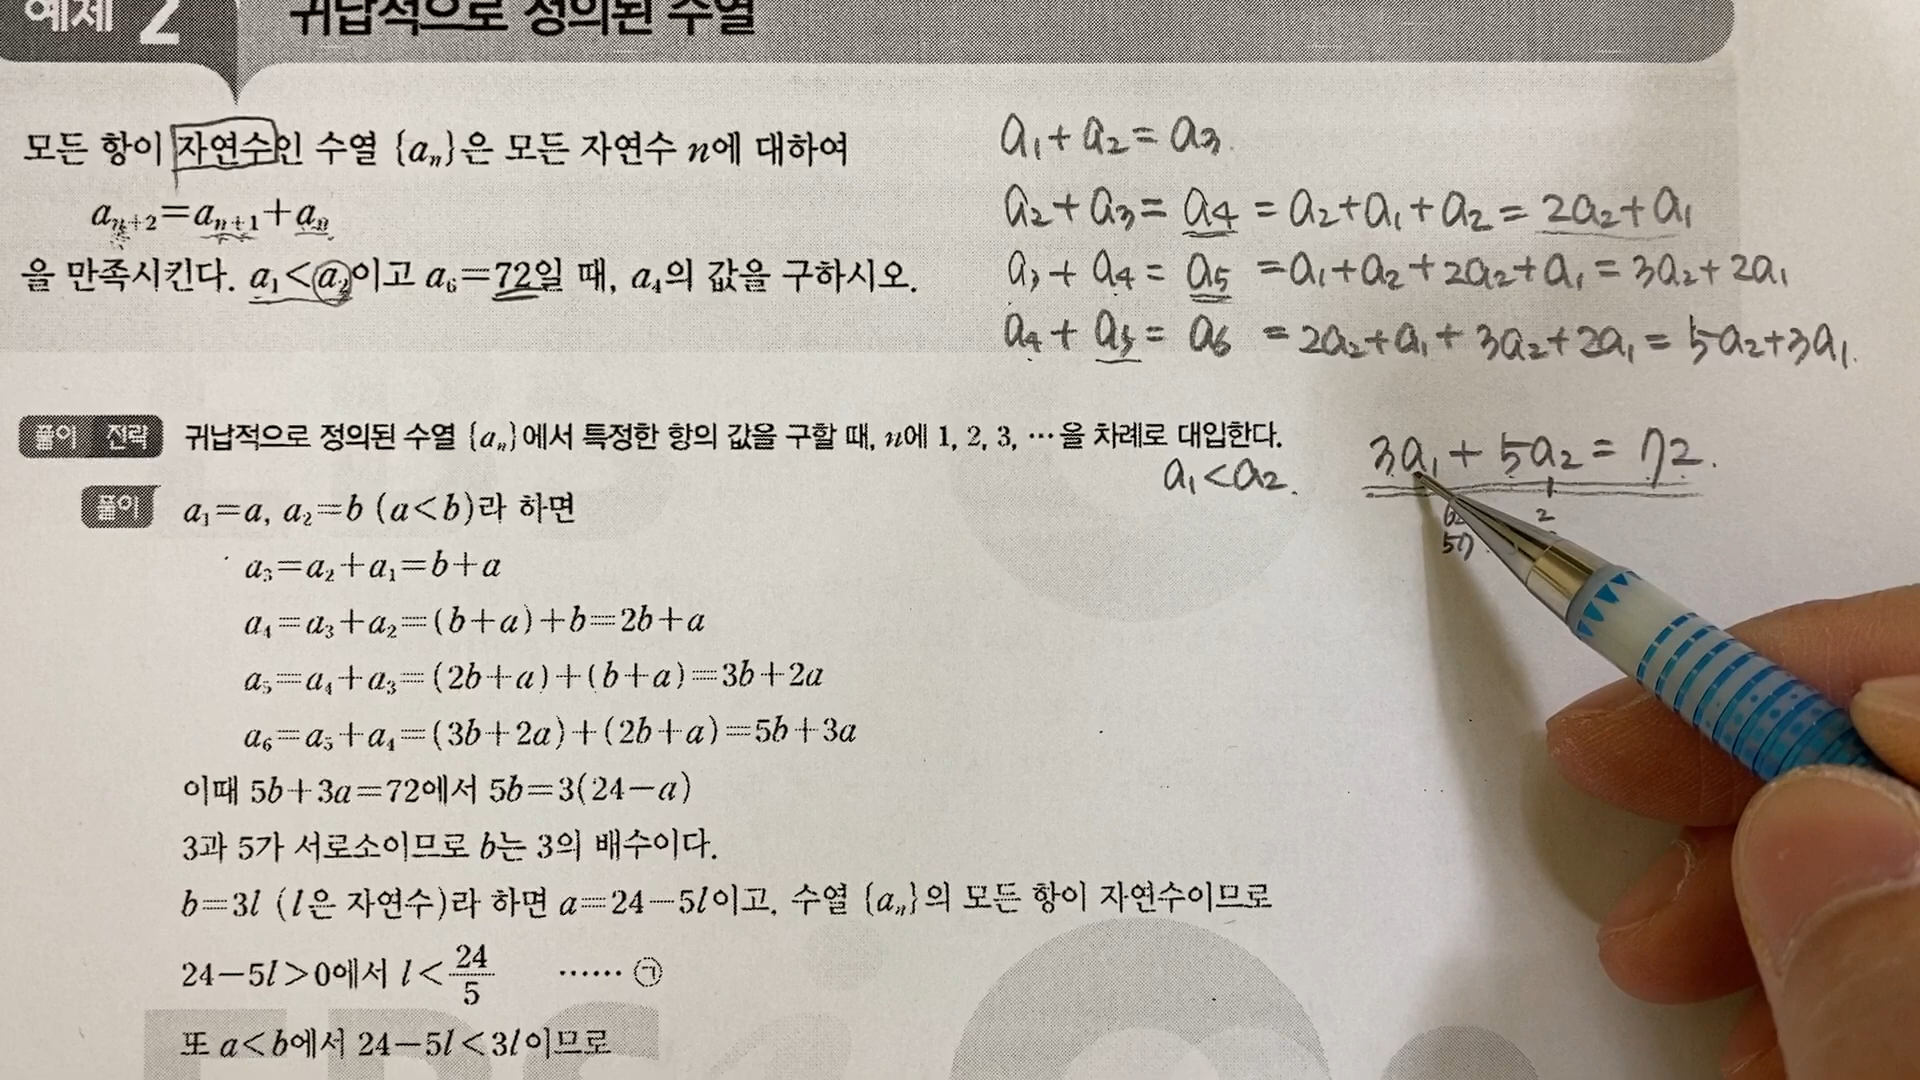 예제 2 귀납적으로 정의된 수열
모든 항이 자연수인 수열 {aₙ}은 모든 자연수 n에 대하여
aₙ₊₂=aₙ₊₁+aₙ
을 만족시킨다. a₁<a₂이고 a₆=72일 때, a₄의 값을 구하시오.
a₁+a₂=a₃.
a₂+a₃=a₄=a₂+a₁+a₂=2a₂+a₁
a₃+a₄=a₅=a₁+a₂+2a₂+a₁=3a₂+2a₁
a₄+a₅=a₆=2a₂+a₁+3a₂+2a₁=5a₂+3a₁.
풀이 전략 귀납적으로 정의된 수열 {aₙ}에서 특정한 항의 값을 구할 때, n에 1, 2, 3, …을 차례로 대입한다.
a₁<a₂.
3a₁+5a₂=72.
2
57
풀이 a₁=a, a₂=b (a<b)라 하면
a₃=a₂+a₁=b+a
a₄=a₃+a₂=(b+a)+b=2b+a
a₅=a₄+a₃=(2b+a)+(b+a)=3b+2a
a₆=a₅+a₄=(3b+2a)+(2b+a)=5b+3a
이때 5b+3a=72에서 5b=3(24-a)
3과 5가 서로소이므로 b는 3의 배수이다.
b=3l (l은 자연수)라 하면 a=24-5l이고, 수열 {aₙ}의 모든 항이 자연수이므로
24-5l>0에서 l<24/5 …… ㉠
또 a<b에서 24-5l<3l이므로